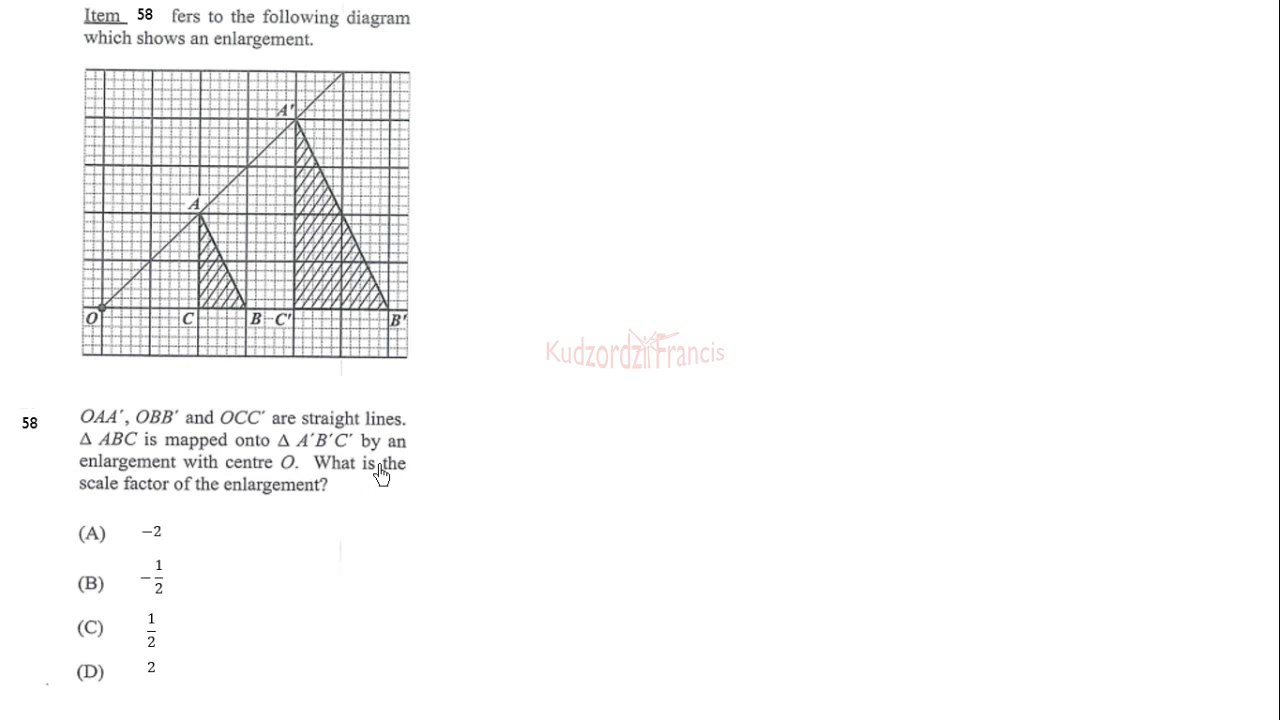 Item 58 fers to the following diagram
which shows an enlargement.
A'
A
O C B C' B'
Kudzordzi Francis
58
OAA′, OBB′ and OCC′ are straight lines.
Δ ABC is mapped onto Δ A′B′C′ by an
enlargement with centre O. What is the
scale factor of the enlargement?
(A) −2
(B) −1/2
(C) 1/2
(D) 2